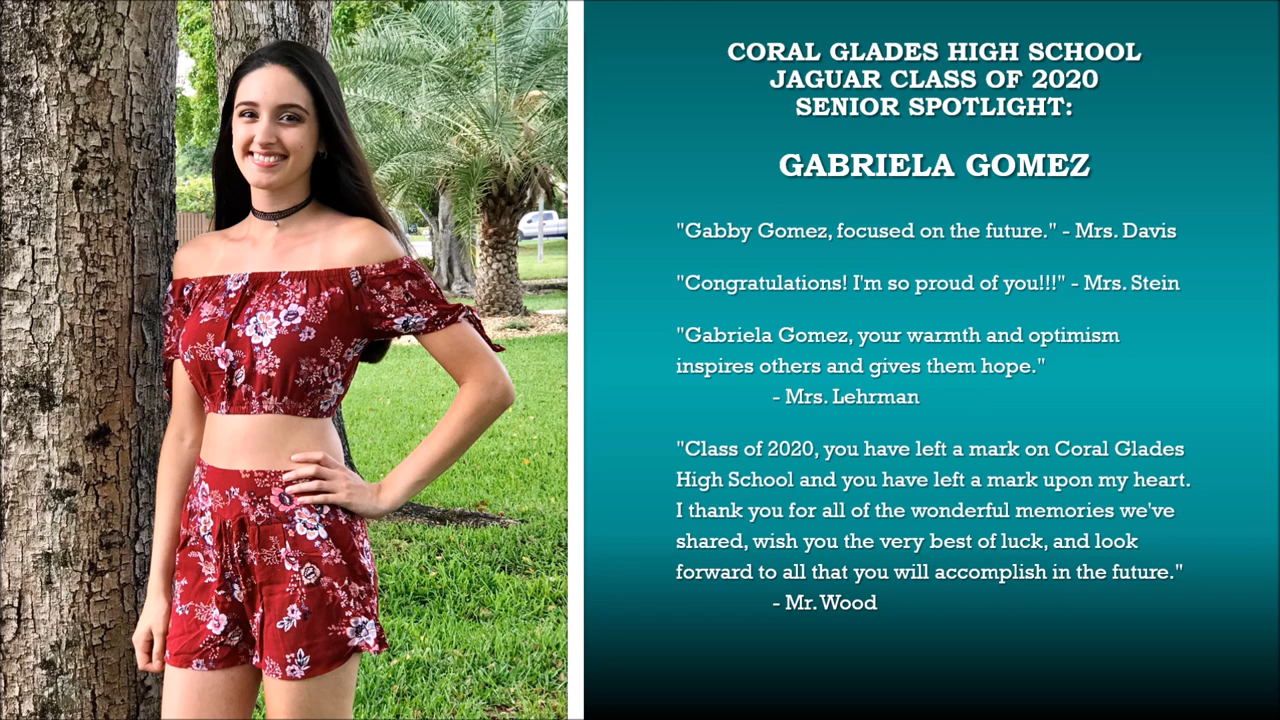 CORAL GLADES HIGH SCHOOL
JAGUAR CLASS OF 2020
SENIOR SPOTLIGHT:
GABRIELA GOMEZ
"Gabby Gomez, focused on the future." - Mrs. Davis
"Congratulations! I'm so proud of you!!!" - Mrs. Stein
"Gabriela Gomez, your warmth and optimism
inspires others and gives them hope."
- Mrs. Lehrman
"Class of 2020, you have left a mark on Coral Glades
High School and you have left a mark upon my heart.
I thank you for all of the wonderful memories we've
shared, wish you the very best of luck, and look
forward to all that you will accomplish in the future."
- Mr. Wood